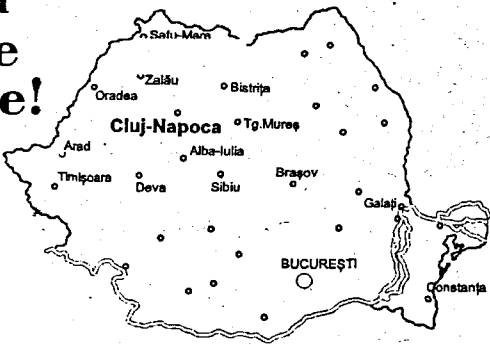 e
e!
Satu-Mare
Zalău
Oradea
Bistrița
Cluj-Napoca
Tg.Mureș
Arad
Alba-Iulia
Timișoara
Deva
Sibiu
Brașov
Galați
BUCUREȘTI
Constanța